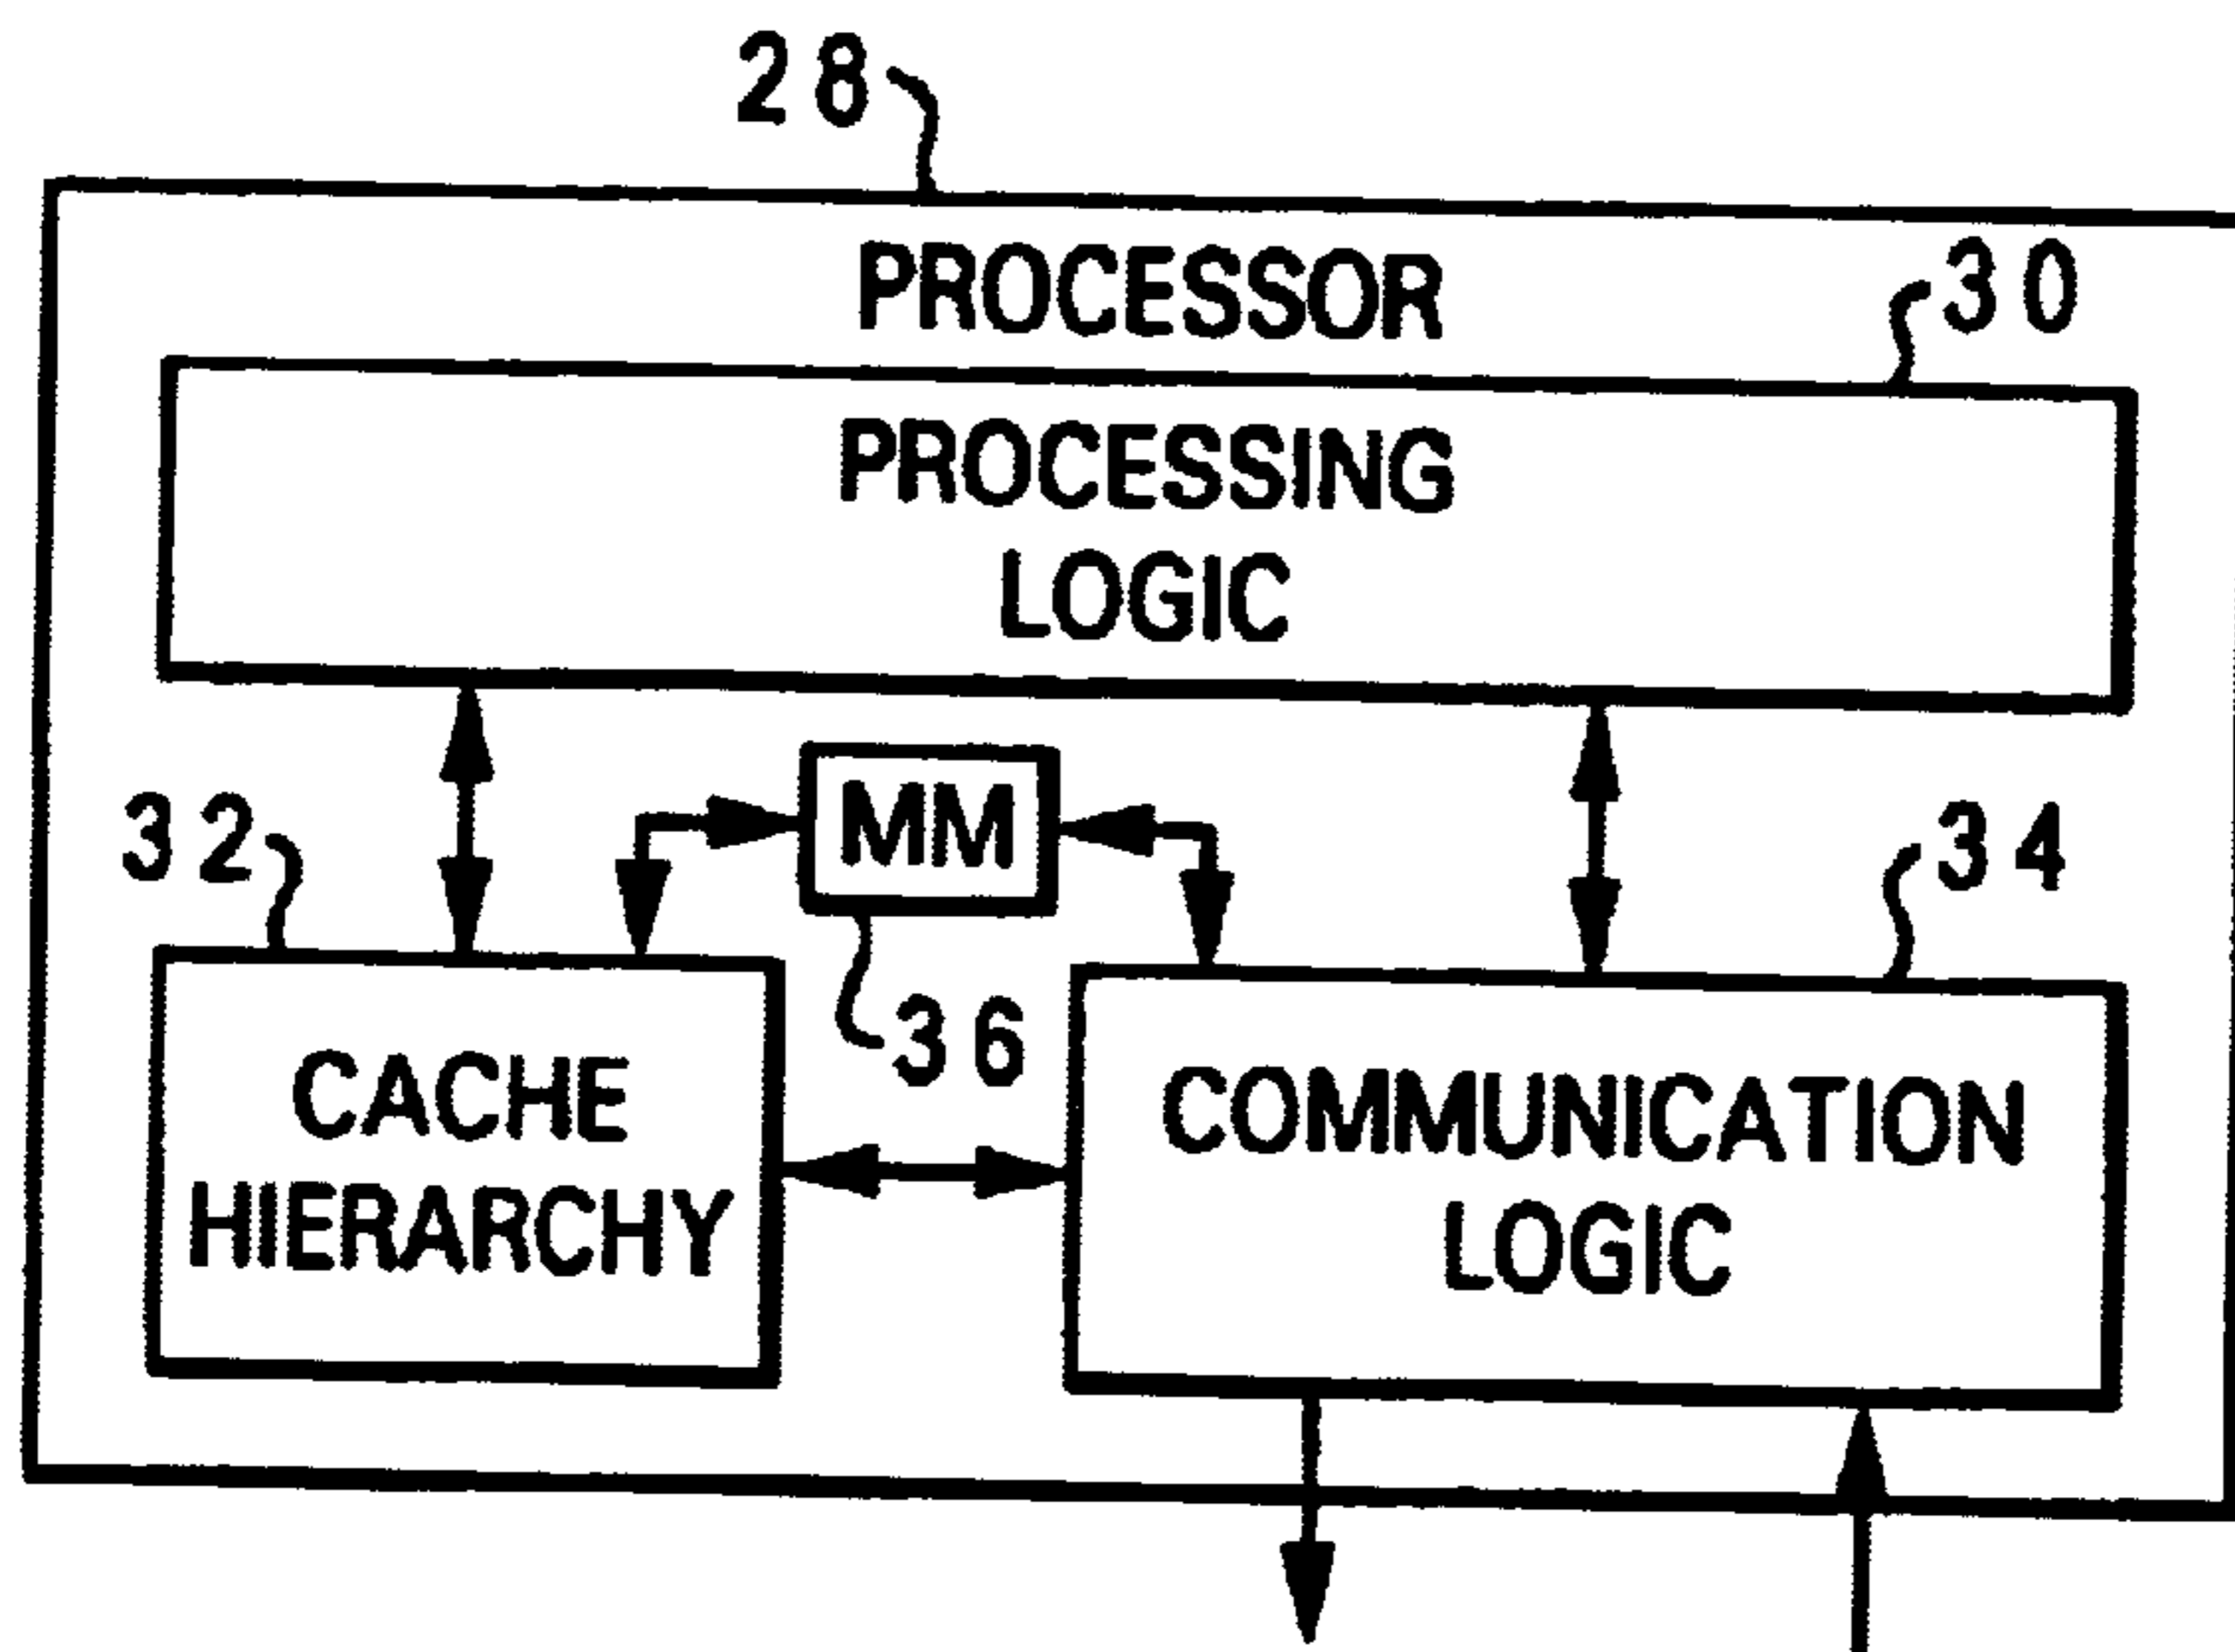 28
PROCESSOR
30
PROCESSING
LOGIC
MM
32
34
36
CACHE
HIERARCHY
COMMUNICATION
LOGIC